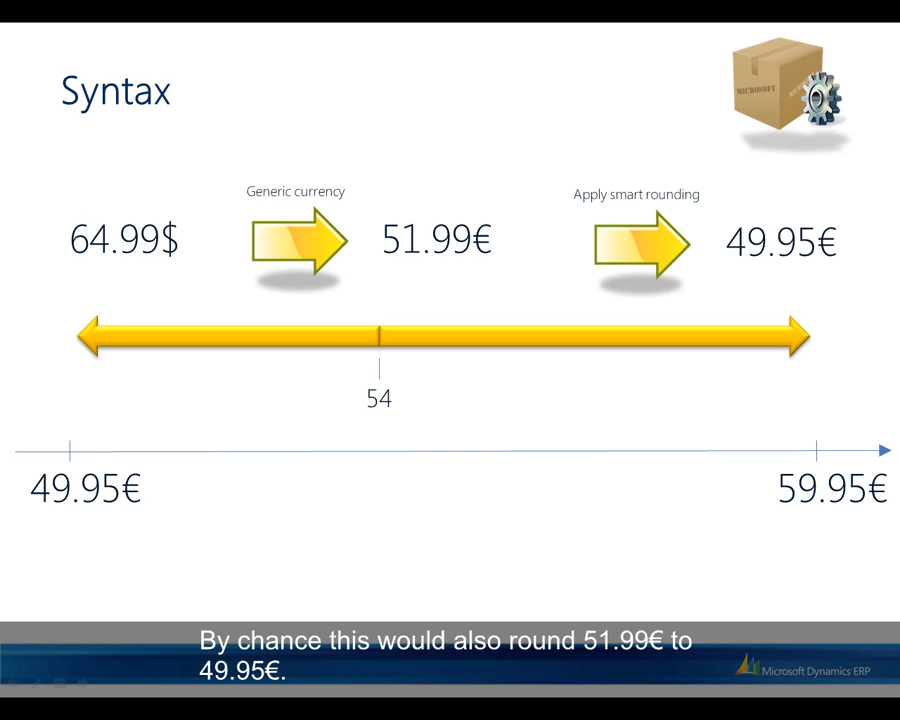 Syntax
MICROSOFT
Generic currency
Apply smart rounding
64.99$
51.99€
49.95€
54
49.95€
59.95€
By chance this would also round 51.99€ to
49.95€.
Microsoft Dynamics ERP